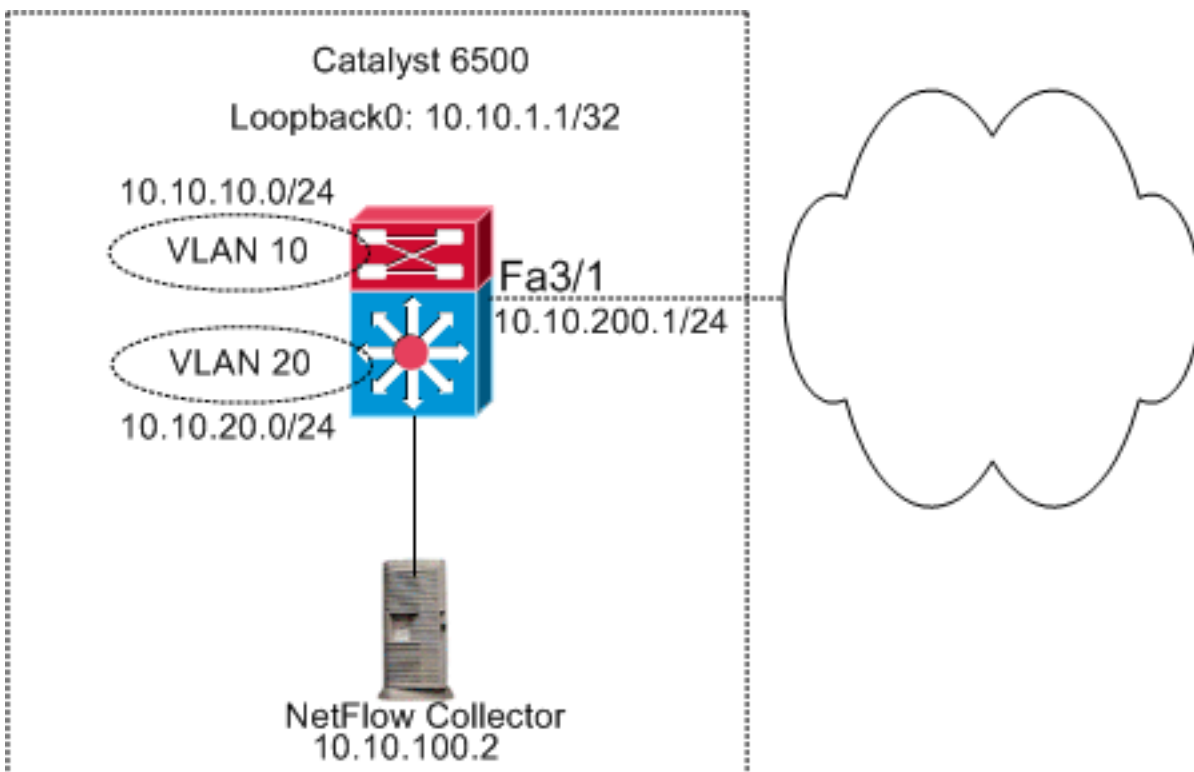 Catalyst 6500
Loopback0: 10.10.1.1/32
10.10.10.0/24
VLAN 10
Fa3/1
10.10.200.1/24
VLAN 20
10.10.20.0/24
NetFlow Collector
10.10.100.2